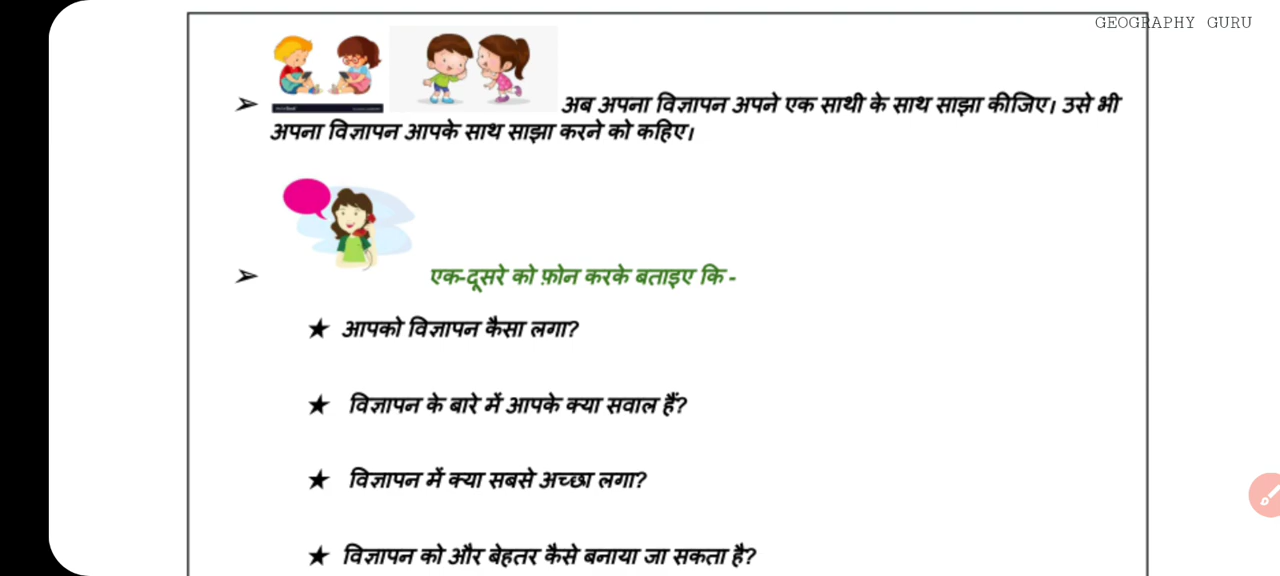 GEOGRAPHY GURU
➢ अब अपना विज्ञापन अपने एक साथी के साथ साझा कीजिए। उसे भी
अपना विज्ञापन आपके साथ साझा करने को कहिए।
➢ एक-दूसरे को फ़ोन करके बताइए कि -
★ आपको विज्ञापन कैसा लगा?
★ विज्ञापन के बारे में आपके क्या सवाल हैं?
★ विज्ञापन में क्या सबसे अच्छा लगा?
★ विज्ञापन को और बेहतर कैसे बनाया जा सकता है?